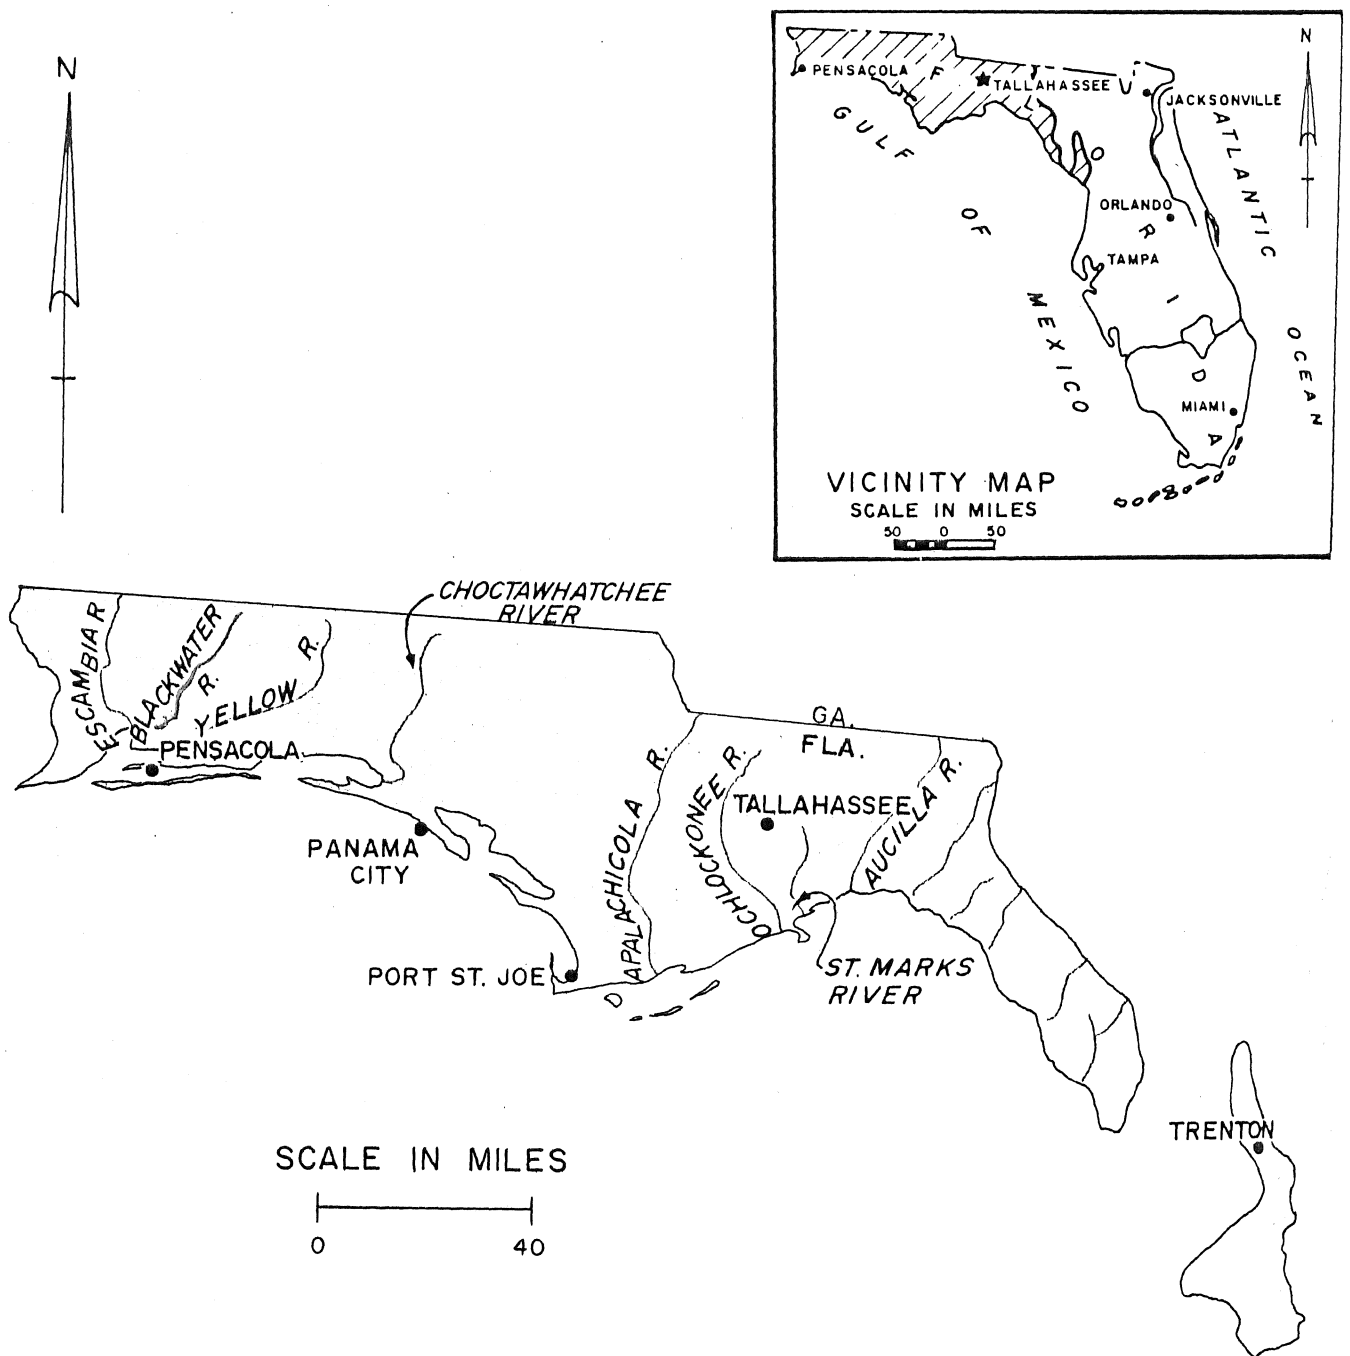 N
N
PENSACOLA
F
TALLAHASSEE
JACKSONVILLE
GULF
OF
MEXICO
ATLANTIC
OCEAN
L
O
ORLANDO
R
TAMPA
I
D
MIAMI
A
VICINITY MAP
SCALE IN MILES
50 0 50
CHOCTAWHATCHEE
RIVER
ESCAMBIA R
BLACKWATER
R.
YELLOW R.
PENSACOLA
GA.
FLA.
APALACHICOLA R.
OCHLOCKONEE R.
TALLAHASSEE
AUCILLA R.
PANAMA
CITY
PORT ST. JOE
ST. MARKS
RIVER
TRENTON
SCALE IN MILES
0 40